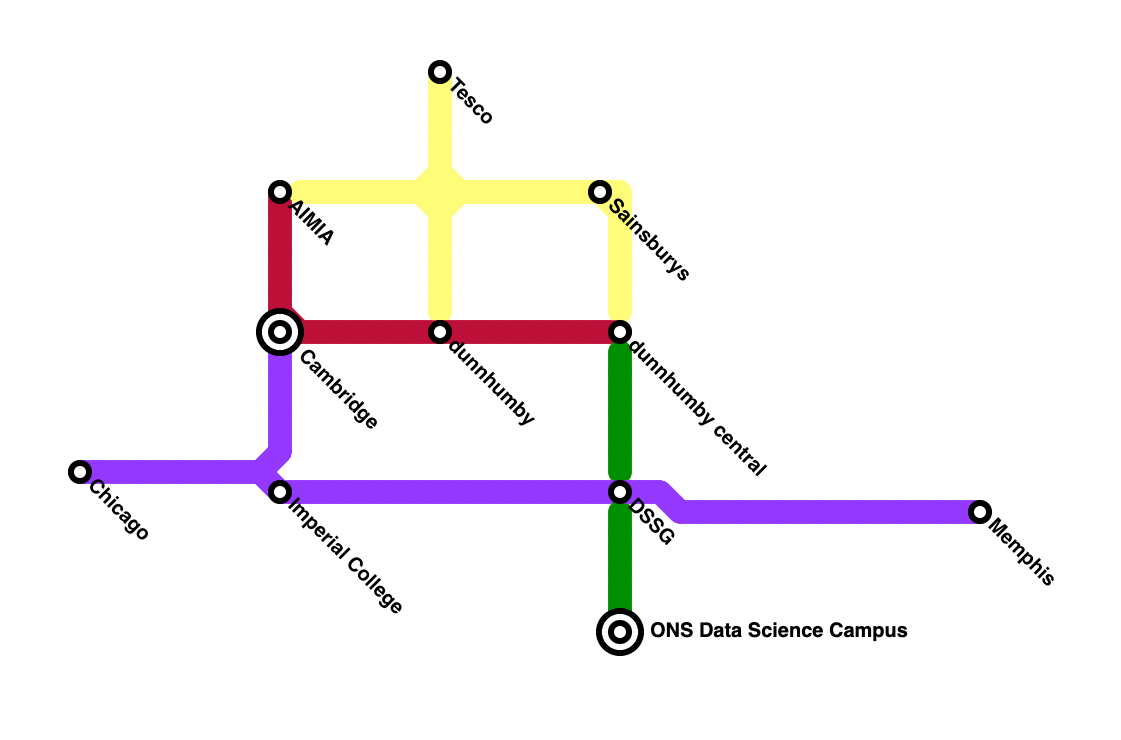 Tesco
AIMIA
Sainsburys
Cambridge
dunnhumby
dunnhumby central
Chicago
Imperial College
DSSG
Memphis
ONS Data Science Campus